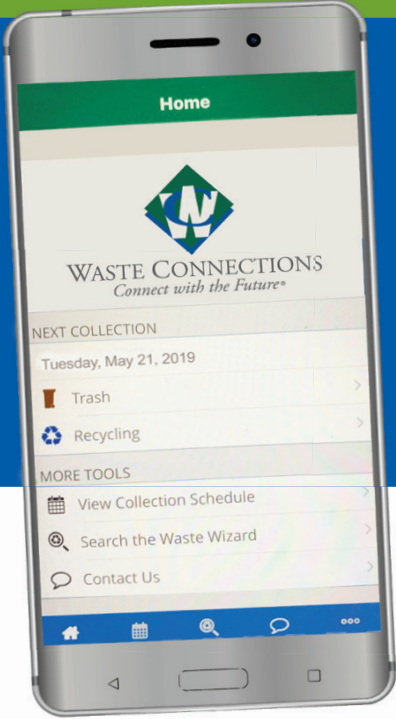 Home
WASTE CONNECTIONS
Connect with the Future®
NEXT COLLECTION
Tuesday, May 21, 2019
Trash
Recycling
MORE TOOLS
View Collection Schedule
Search the Waste Wizard
Contact Us